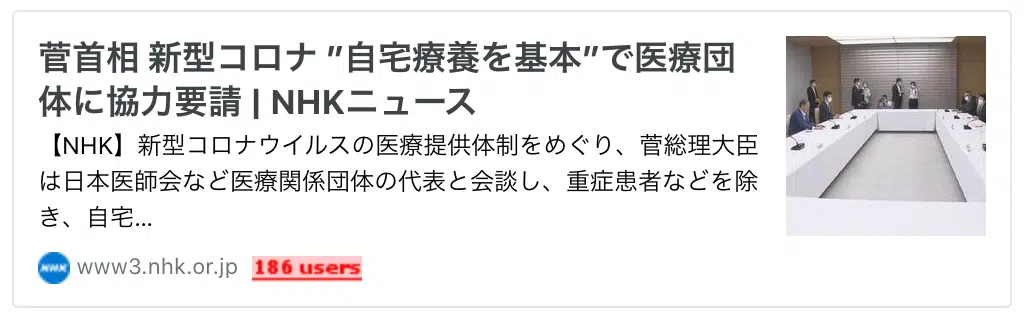 菅首相 新型コロナ ”自宅療養を基本”で医療団
体に協力要請 | NHKニュース
【NHK】新型コロナウイルスの医療提供体制をめぐり、菅総理大臣
は日本医師会など医療関係団体の代表と会談し、重症患者などを除
き、自宅...
NHK www3.nhk.or.jp 186 users